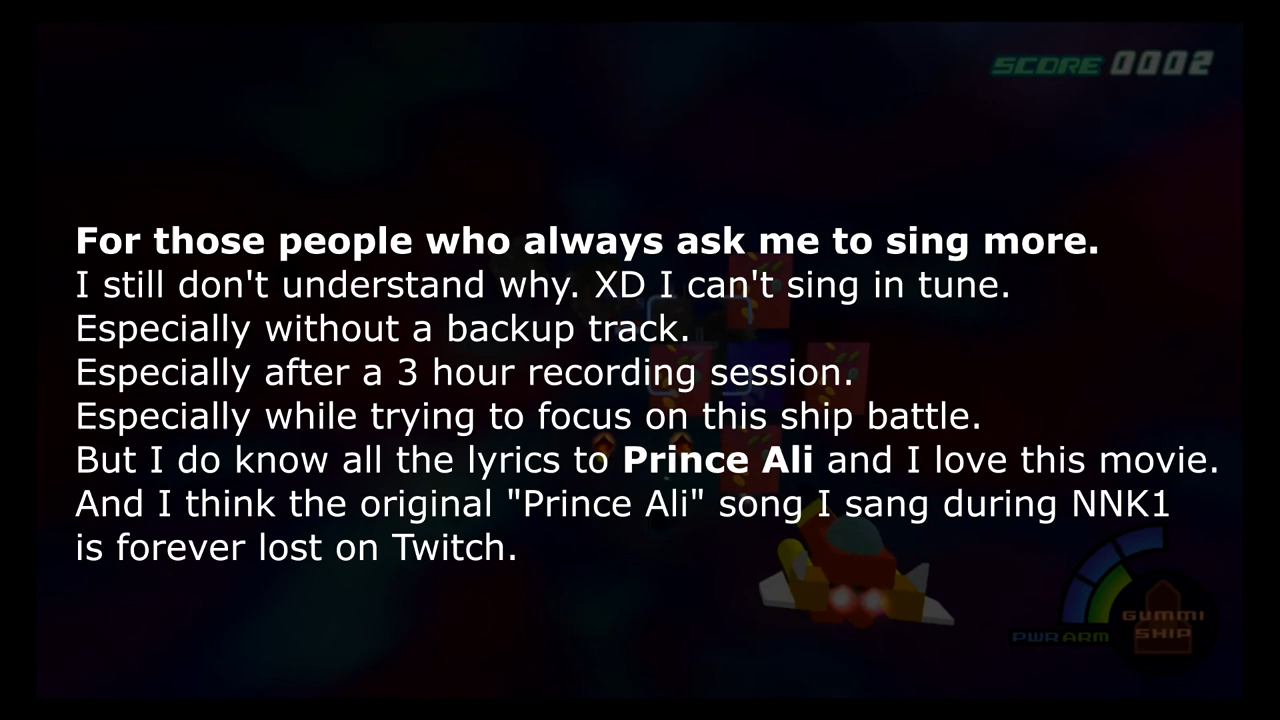 SCORE 0002
For those people who always ask me to sing more.
I still don't understand why. XD I can't sing in tune.
Especially without a backup track.
Especially after a 3 hour recording session.
Especially while trying to focus on this ship battle.
But I do know all the lyrics to Prince Ali and I love this movie.
And I think the original "Prince Ali" song I sang during NNK1
is forever lost on Twitch.
GUMMI
SHIP
PWR ARM